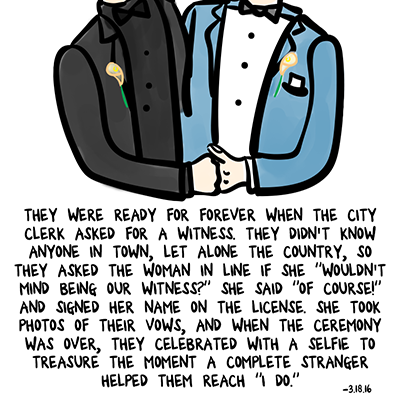 THEY WERE READY FOR FOREVER WHEN THE CITY
CLERK ASKED FOR A WITNESS. THEY DIDN'T KNOW
ANYONE IN TOWN, LET ALONE THE COUNTRY, SO
THEY ASKED THE WOMAN IN LINE IF SHE "WOULDN'T
MIND BEING OUR WITNESS?" SHE SAID "OF COURSE!"
AND SIGNED HER NAME ON THE LICENSE. SHE TOOK
PHOTOS OF THEIR VOWS, AND WHEN THE CEREMONY
WAS OVER, THEY CELEBRATED WITH A SELFIE TO
TREASURE THE MOMENT A COMPLETE STRANGER
HELPED THEM REACH "I DO."
-3.18.16